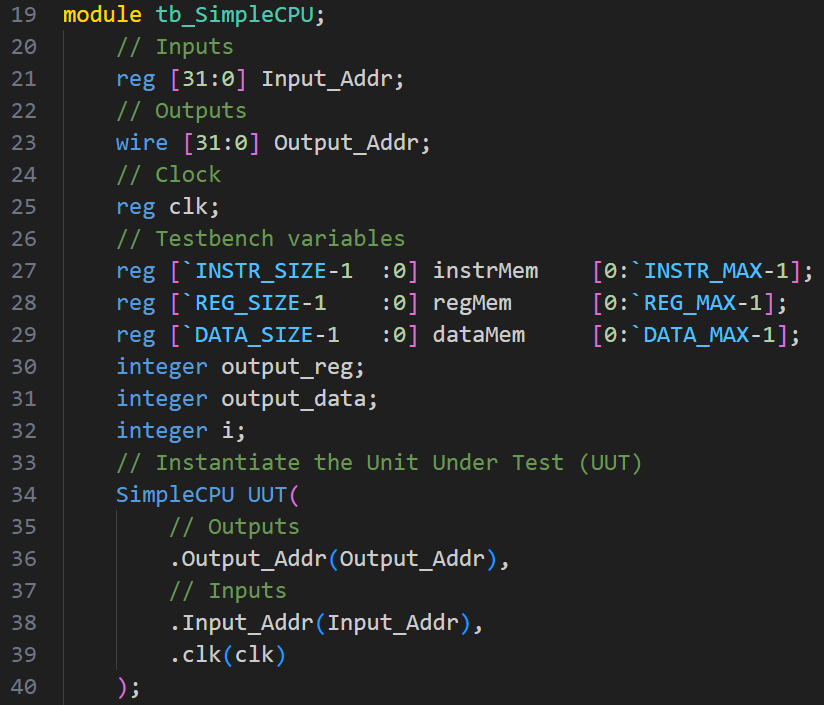 19 module tb_SimpleCPU;
20     // Inputs
21     reg [31:0] Input_Addr;
22     // Outputs
23     wire [31:0] Output_Addr;
24     // Clock
25     reg clk;
26     // Testbench variables
27     reg [`INSTR_SIZE-1  :0] instrMem    [0:`INSTR_MAX-1];
28     reg [`REG_SIZE-1    :0] regMem      [0:`REG_MAX-1];
29     reg [`DATA_SIZE-1   :0] dataMem     [0:`DATA_MAX-1];
30     integer output_reg;
31     integer output_data;
32     integer i;
33     // Instantiate the Unit Under Test (UUT)
34     SimpleCPU UUT(
35         // Outputs
36         .Output_Addr(Output_Addr),
37         // Inputs
38         .Input_Addr(Input_Addr),
39         .clk(clk)
40     );